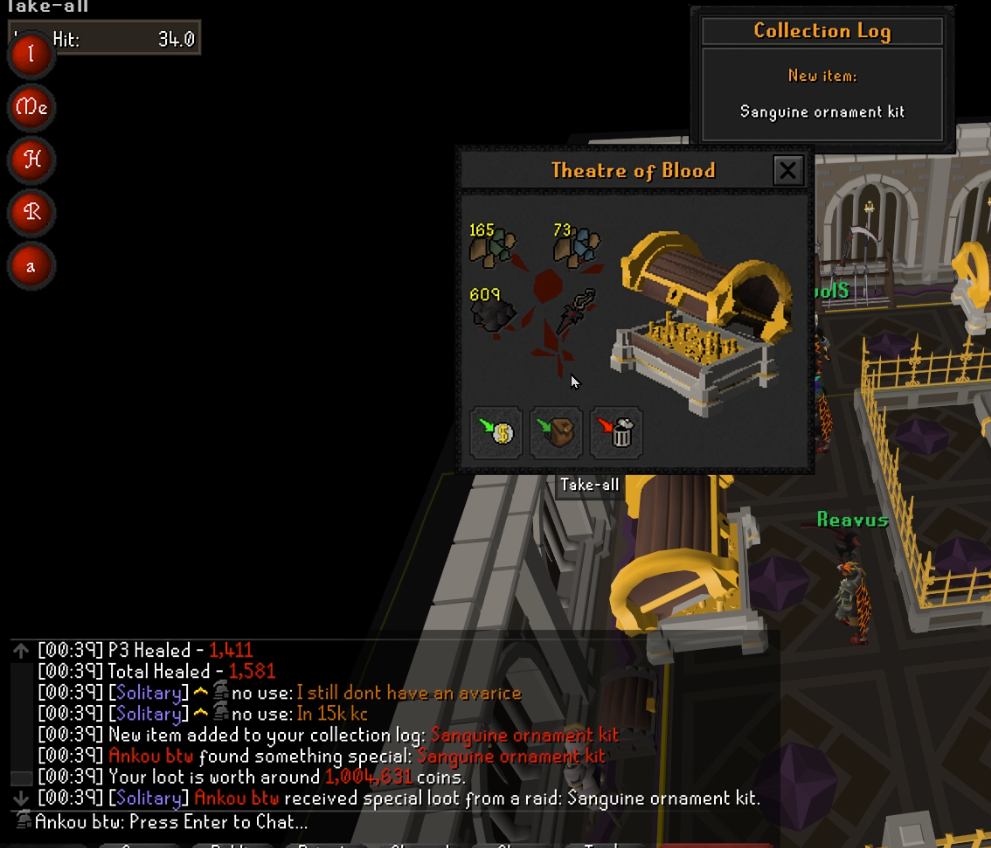 Take-all
Hit: 34.0
l
Me
H
R
a
Collection Log
New item:
Sanguine ornament kit
Theatre of Blood
165
73
609
Take-all
Reavus
[00:39] P3 Healed - 1,411
[00:39] Total Healed - 1,581
[00:39] [Solitary] no use: I still dont have an avarice
[00:39] [Solitary] no use: In 15k kc
[00:39] New item added to your collection log: Sanguine ornament kit
[00:39] Ankou btw found something special: Sanguine ornament kit
[00:39] Your loot is worth around 1,004,631 coins.
[00:39] [Solitary] Ankou btw received special loot from a raid: Sanguine ornament kit.
Ankou btw: Press Enter to Chat...